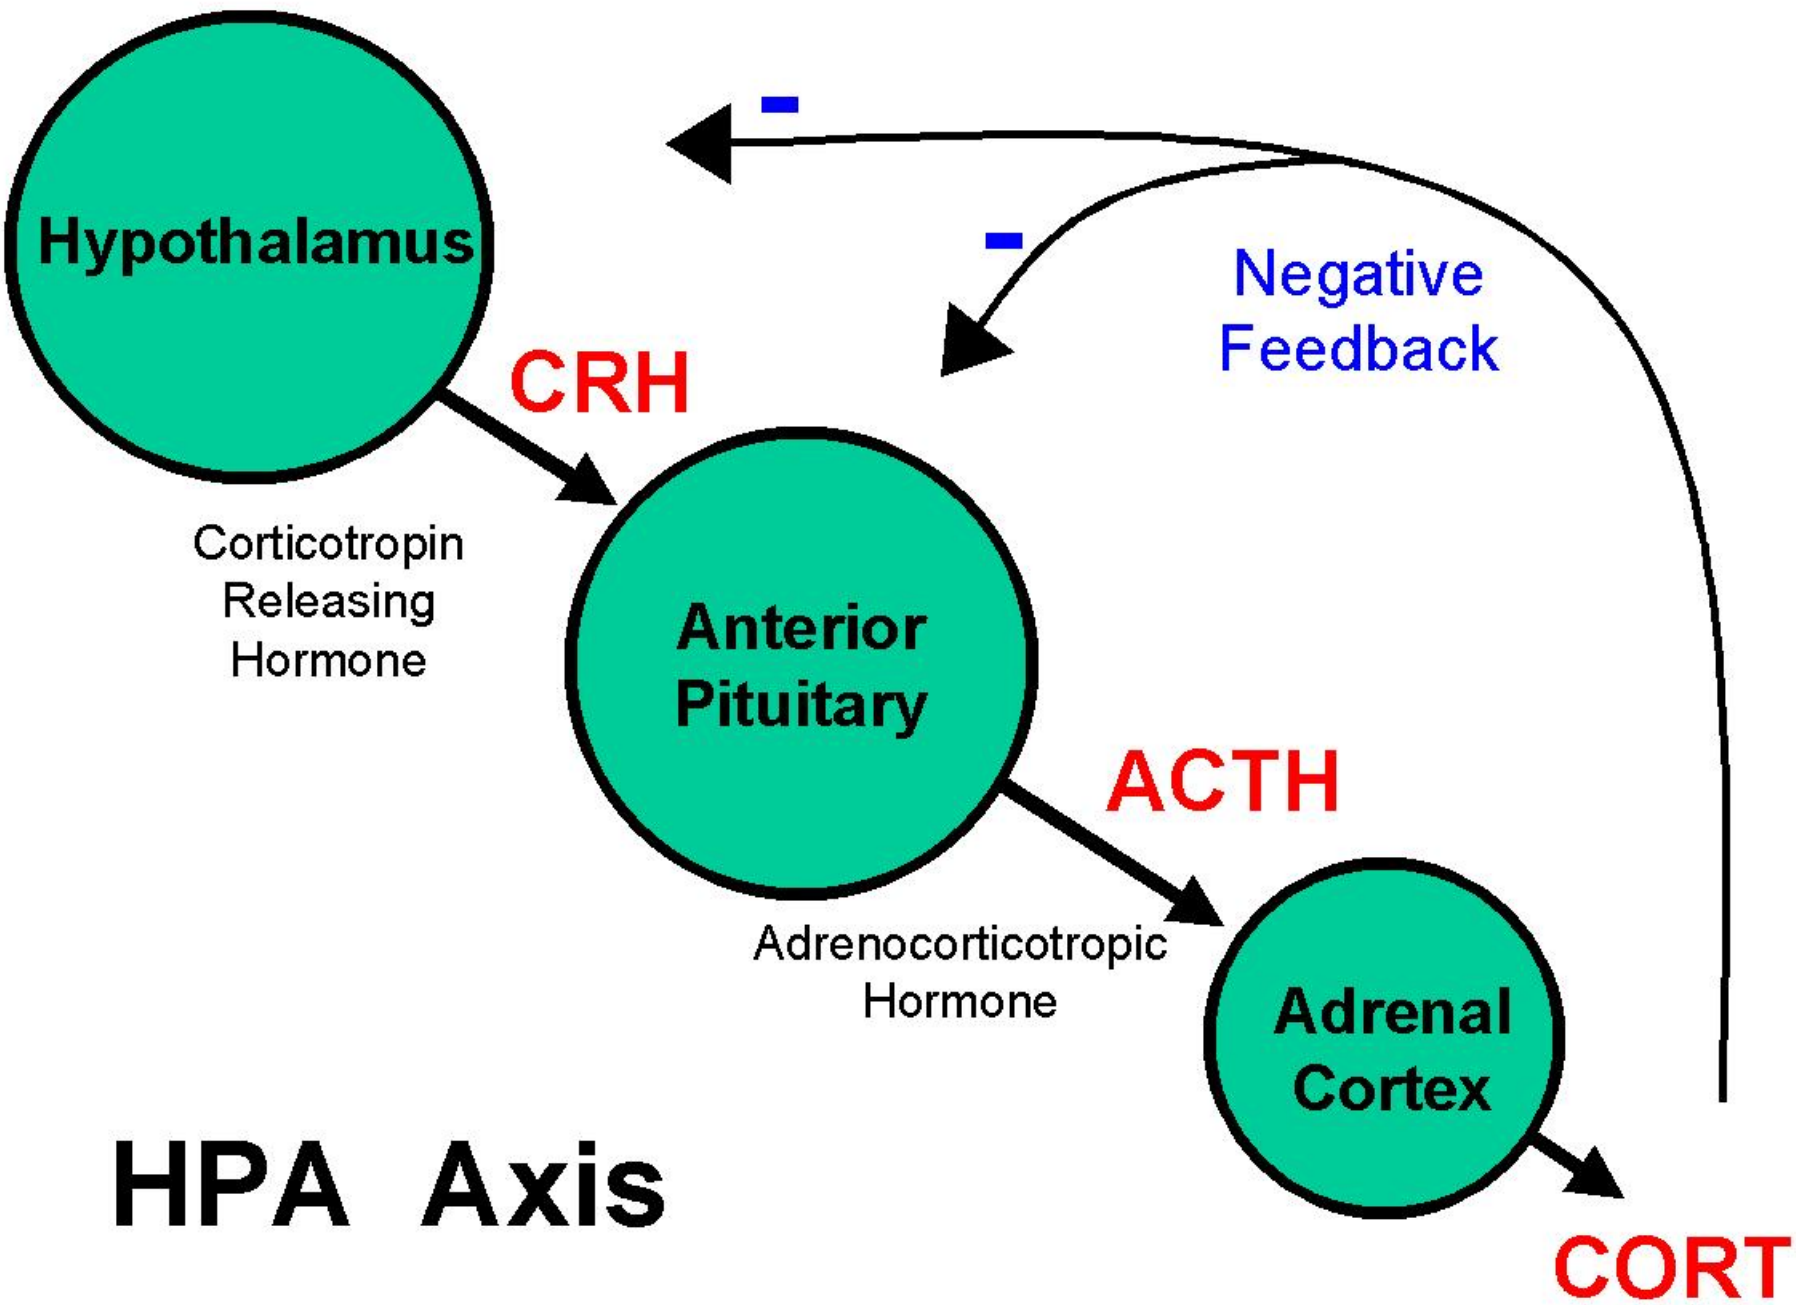 -
Hypothalamus
-
Negative
Feedback
CRH
Corticotropin
Releasing
Hormone
Anterior
Pituitary
ACTH
Adrenocorticotropic
Hormone
Adrenal
Cortex
HPA Axis
CORT